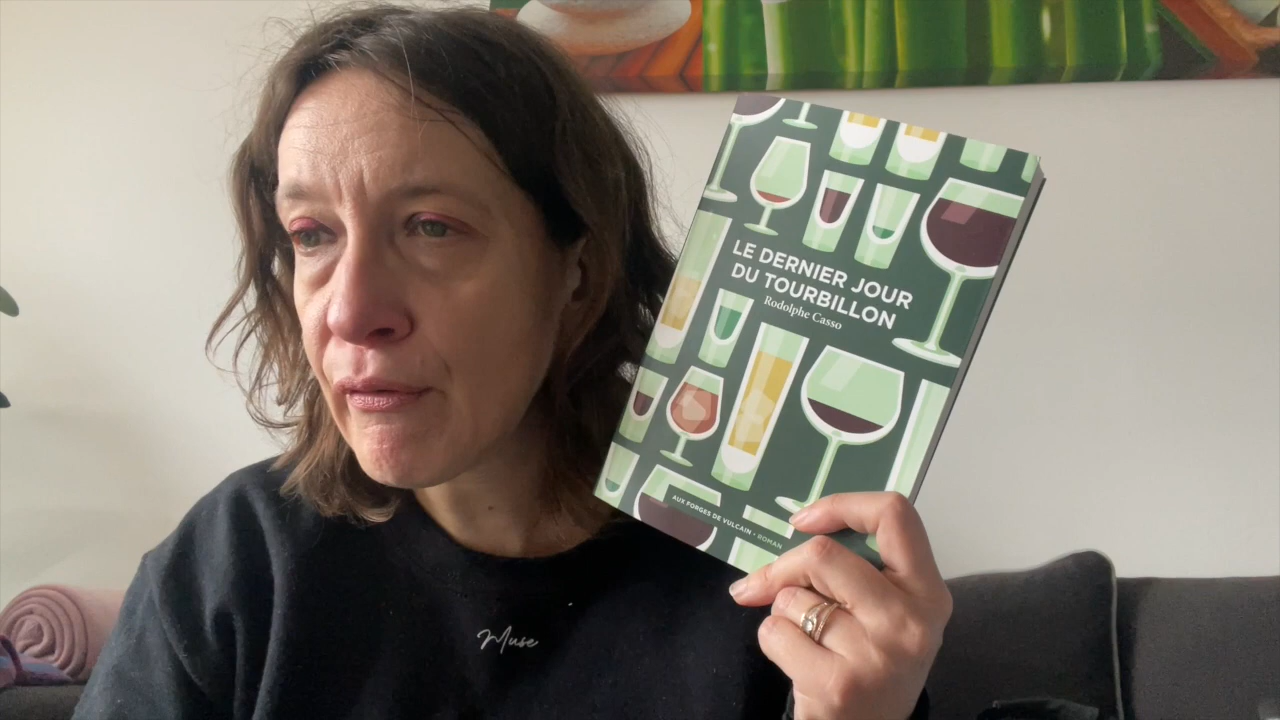 LE DERNIER JOUR
DU TOURBILLON
Rodolphe Casso
AUX FORGES DE VULCAIN • ROMAN
Muse